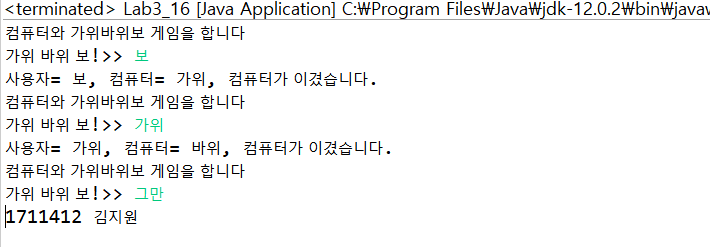 <terminated> Lab3_16 [Java Application] C:₩Program Files₩Java₩jdk-12.0.2₩bin₩javaw
컴퓨터와 가위바위보 게임을 합니다
가위 바위 보!>> 보
사용자= 보, 컴퓨터= 가위, 컴퓨터가 이겼습니다.
컴퓨터와 가위바위보 게임을 합니다
가위 바위 보!>> 가위
사용자= 가위, 컴퓨터= 바위, 컴퓨터가 이겼습니다.
컴퓨터와 가위바위보 게임을 합니다
가위 바위 보!>> 그만
1711412 김지원